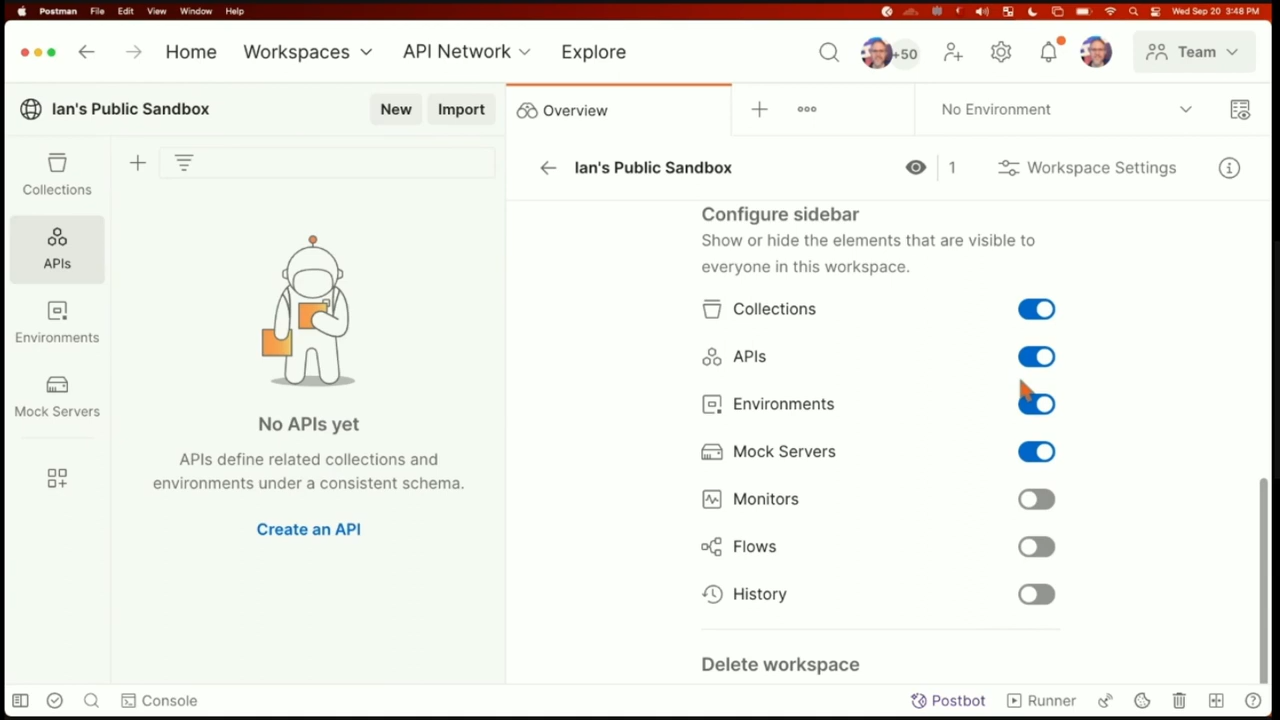 Postman File Edit View Window Help Wed Sep 20 3:48 PM
Home Workspaces API Network Explore +50 Team
Ian's Public Sandbox New Import
Overview
No Environment
Ian's Public Sandbox 1 Workspace Settings
Collections
APIs
Environments
Mock Servers
No APIs yet
APIs define related collections and
environments under a consistent schema.
Create an API
Configure sidebar
Show or hide the elements that are visible to
everyone in this workspace.
Collections
APIs
Environments
Mock Servers
Monitors
Flows
History
Delete workspace
Console Postbot Runner